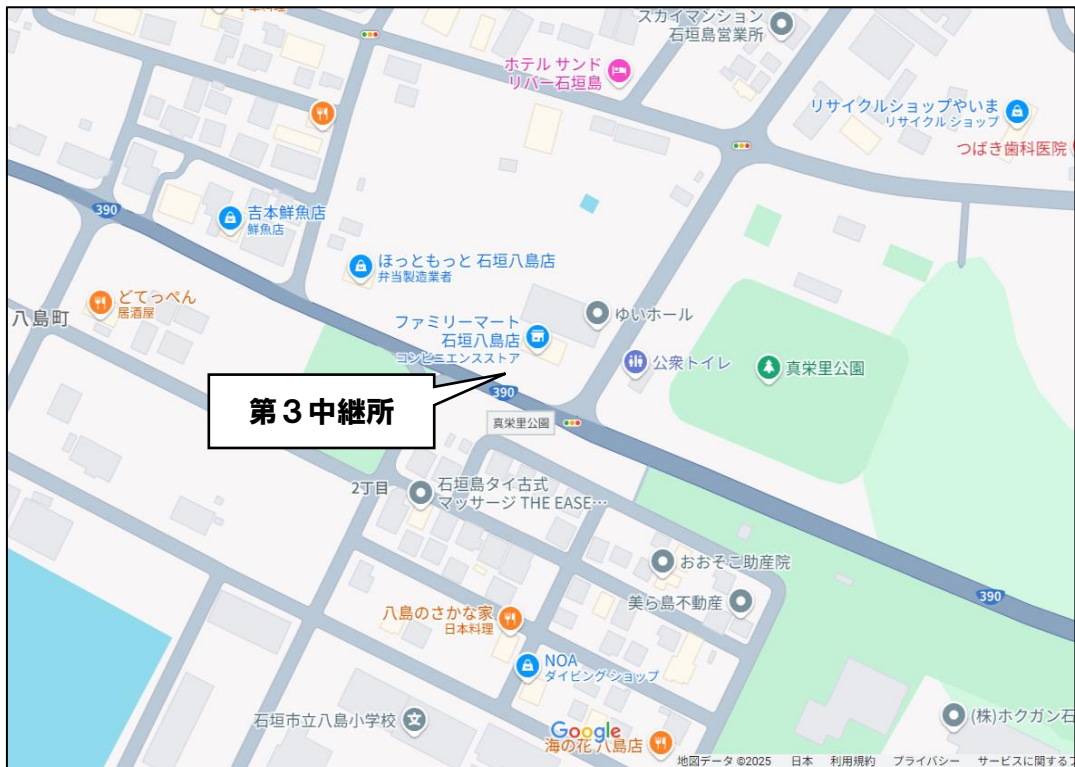 スカイマンション
石垣島営業所
ホテル サンド
リバー石垣島
リサイクルショップやいま
リサイクル ショップ
つばき歯科医院
390
吉本鮮魚店
鮮魚店
ほっともっと 石垣八島店
弁当製造業者
どてっぺん
居酒屋
八島町
ファミリーマート
石垣八島店
コンビニエンスストア
ゆいホール
公衆トイレ
真栄里公園
390
第3中継所
真栄里公園
2丁目
石垣島タイ古式
マッサージ THE EASE…
おおそこ助産院
美ら島不動産
390
八島のさかな家
日本料理
NOA
ダイビング ショップ
石垣市立八島小学校
文
(株)ホクガン石
Google
海の花 八島店
地図データ ©2025 日本 利用規約 プライバシー サービスに関する